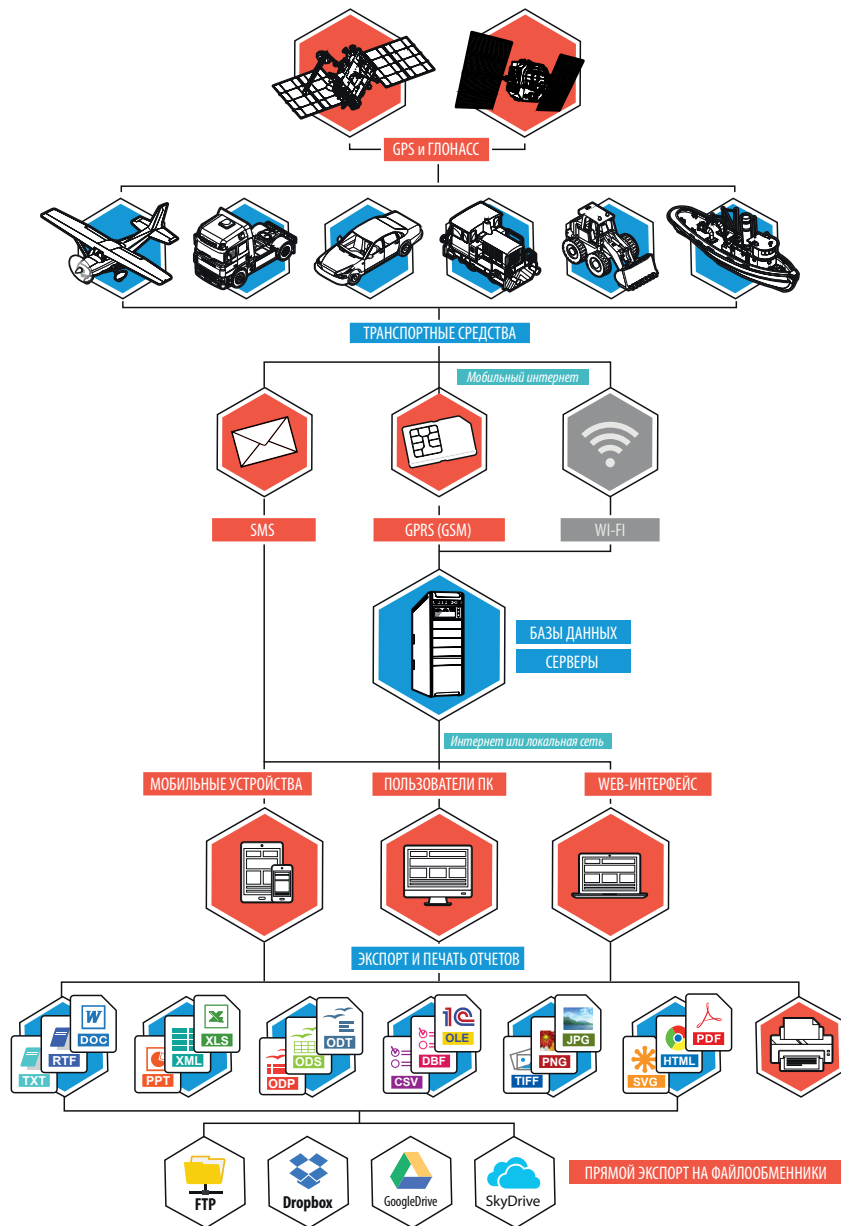 GPS и ГЛОНАСС
ТРАНСПОРТНЫЕ СРЕДСТВА
Мобильный интернет
SMS
GPRS (GSM)
WI-FI
БАЗЫ ДАННЫХ
СЕРВЕРЫ
Интернет или локальная сеть
МОБИЛЬНЫЕ УСТРОЙСТВА
ПОЛЬЗОВАТЕЛИ ПК
WEB-ИНТЕРФЕЙС
ЭКСПОРТ И ПЕЧАТЬ ОТЧЕТОВ
W
DOC
RTF
TXT
X
XLS
XML
PPT
ODT
ODS
ODP
1С
OLE
DBF
CSV
JPG
PNG
TIFF
PDF
HTML
SVG
FTP
Dropbox
GoogleDrive
SkyDrive
ПРЯМОЙ ЭКСПОРТ НА ФАЙЛООБМЕННИКИ